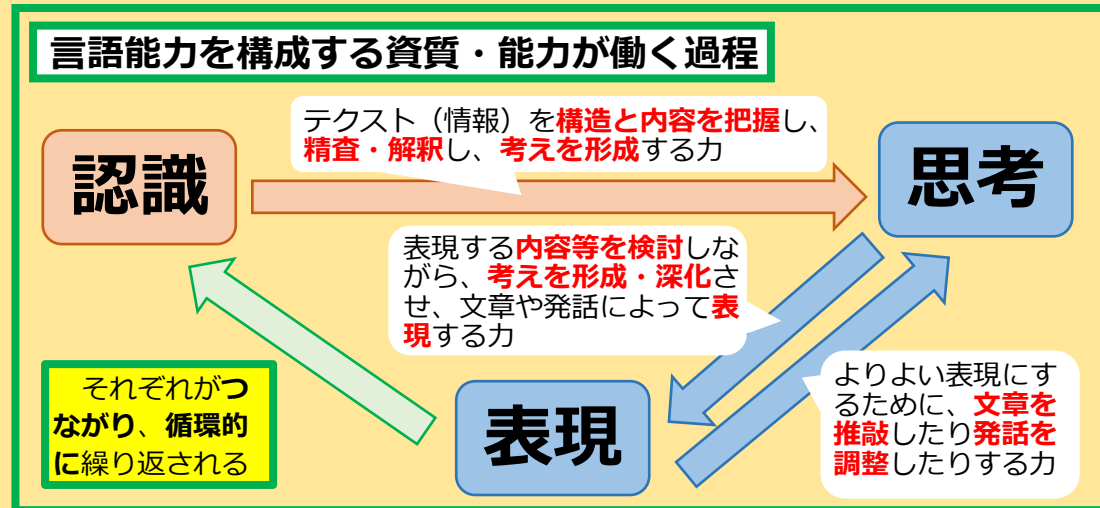 言語能力を構成する資質・能力が働く過程
テクスト（情報）を構造と内容を把握し、
精査・解釈し、考えを形成する力
認識
思考
表現する内容等を検討しな
がら、考えを形成・深化さ
せ、文章や発話によって表
現する力
それぞれがつ
ながり、循環的
に繰り返される
表現
よりよい表現にす
るために、文章を
推敲したり発話を
調整したりする力